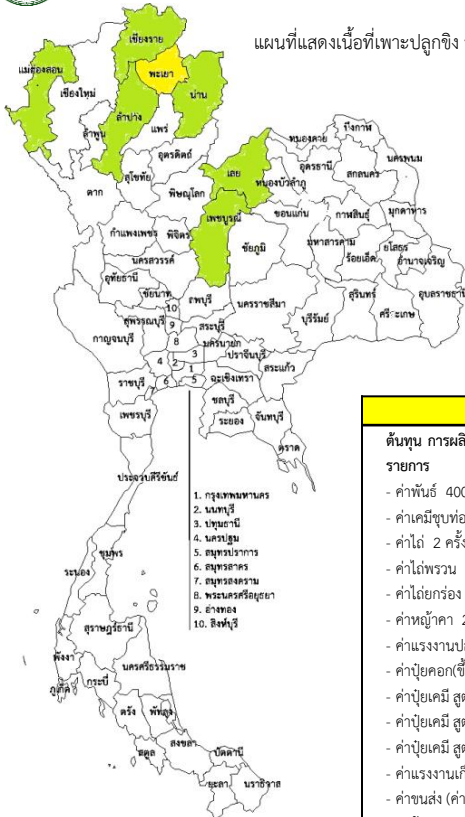 แผนที่แสดงเนื้อที่เพาะปลูกขิง
เชียงราย
พะเยา
แม่ฮ่องสอน
เชียงใหม่
น่าน
ลำปาง
ลำพูน
แพร่
อุตรดิตถ์
สุโขทัย
ตาก
พิษณุโลก
เลย
หนองคาย
บึงกาฬ
นครพนม
อุดรธานี
สกลนคร
หนองบัวลำภู
เพชรบูรณ์
กำแพงเพชร
พิจิตร
ขอนแก่น
กาฬสินธุ์
มุกดาหาร
ชัยภูมิ
มหาสารคาม
ร้อยเอ็ด
ยโสธร
อำนาจเจริญ
นครสวรรค์
อุทัยธานี
ชัยนาท
ลพบุรี
นครราชสีมา
บุรีรัมย์
สุรินทร์
ศรีสะเกษ
อุบลราชธานี
10
สุพรรณบุรี
9
สระบุรี
8
นครนายก
กาญจนบุรี
ปราจีนบุรี
4 2 3
1
สระแก้ว
ราชบุรี
6 5
ฉะเชิงเทรา
ชลบุรี
เพชรบุรี
ระยอง
จันทบุรี
ตราด
ประจวบคีรีขันธ์
1. กรุงเทพมหานคร
2. นนทบุรี
3. ปทุมธานี
4. นครปฐม
5. สมุทรปราการ
6. สมุทรสาคร
7. สมุทรสงคราม
8. พระนครศรีอยุธยา
9. อ่างทอง
10. สิงห์บุรี
ชุมพร
ระนอง
สุราษฎร์ธานี
พังงา
นครศรีธรรมราช
ภูเก็ต
กระบี่
ตรัง
พัทลุง
สตูล
สงขลา
ปัตตานี
ยะลา
นราธิวาส
ต้นทุน การผลิ
รายการ
- ค่าพันธ์ 400
- ค่าเคมีชุบท่อ
- ค่าไถ่ 2 ครั้ง
- ค่าไถ่พรวน
- ค่าไถ่ยกร่อง
- ค่าหญ้าคา 2
- ค่าแรงงานปล
- ค่าปุ๋ยคอก(ขี้
- ค่าปุ๋ยเคมี สูต
- ค่าปุ๋ยเคมี สูต
- ค่าปุ๋ยเคมี สูต
- ค่าแรงงานเก็
- ค่าขนส่ง (ค่า